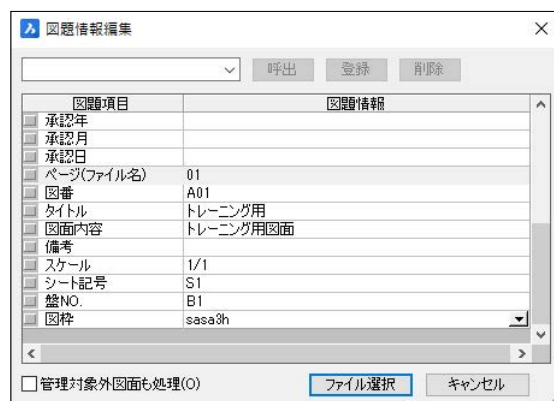 図題情報編集
呼出 登録 削除
図題項目 図題情報
承認年
承認月
承認日
ページ(ファイル名) 01
図番 A01
タイトル トレーニング用
図面内容 トレーニング用図面
備考
スケール 1/1
シート記号 S1
盤NO. B1
図枠 sasa3h
管理対象外図面も処理(O) ファイル選択 キャンセル